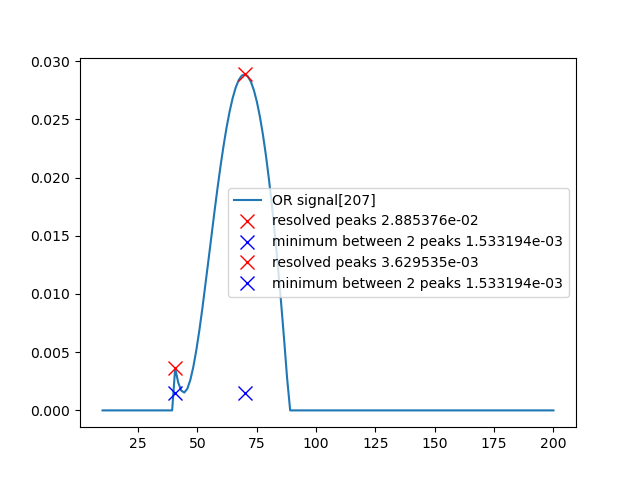 0.030
0.025
0.020
0.015
0.010
0.005
0.000
OR signal[207]
resolved peaks 2.885376e-02
minimum between 2 peaks 1.533194e-03
resolved peaks 3.629535e-03
minimum between 2 peaks 1.533194e-03
25 50 75 100 125 150 175 200